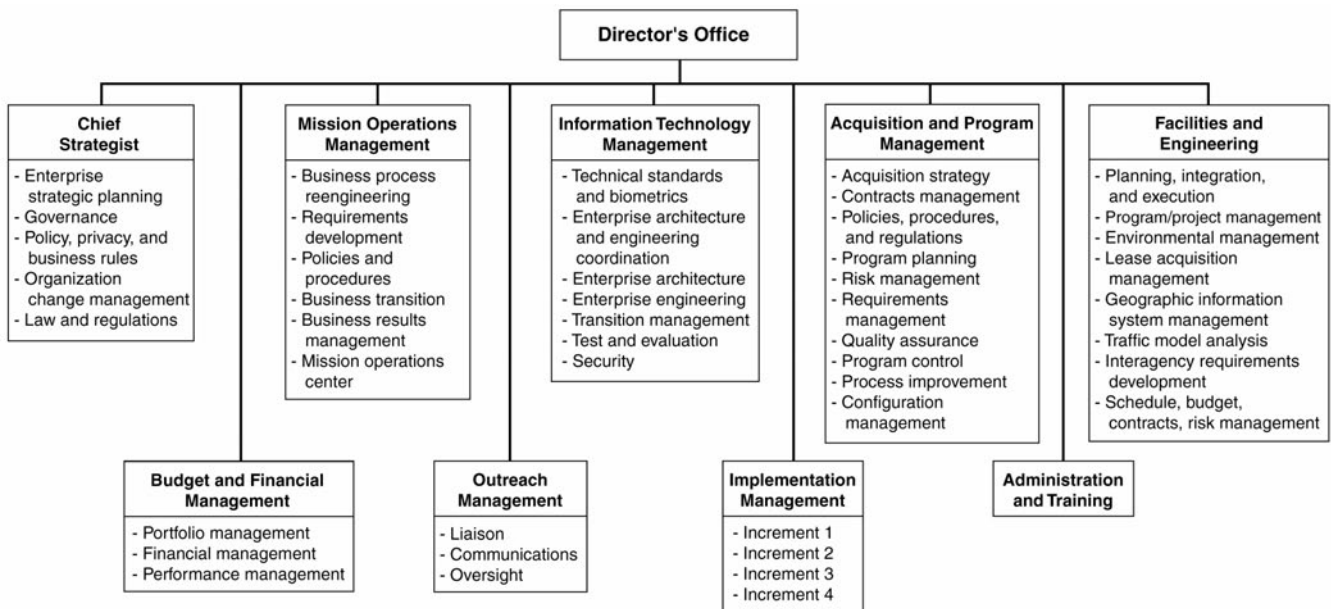 Director's Office
Chief
Strategist
- Enterprise
strategic planning
- Governance
- Policy, privacy, and
business rules
- Organization
change management
- Law and regulations
Mission Operations
Management
- Business process
reengineering
- Requirements
development
- Policies and
procedures
- Business transition
- Business results
management
- Mission operations
center
Information Technology
Management
- Technical standards
and biometrics
- Enterprise architecture
and engineering
coordination
- Enterprise architecture
- Enterprise engineering
- Transition management
- Test and evaluation
- Security
Acquisition and Program
Management
- Acquisition strategy
- Contracts management
- Policies, procedures,
and regulations
- Program planning
- Risk management
- Requirements
management
- Quality assurance
- Program control
- Process improvement
- Configuration
management
Facilities and
Engineering
- Planning, integration,
and execution
- Program/project management
- Environmental management
- Lease acquisition
management
- Geographic information
system management
- Traffic model analysis
- Interagency requirements
development
- Schedule, budget,
contracts, risk management
Budget and Financial
Management
- Portfolio management
- Financial management
- Performance management
Outreach
Management
- Liaison
- Communications
- Oversight
Implementation
Management
- Increment 1
- Increment 2
- Increment 3
- Increment 4
Administration
and Training